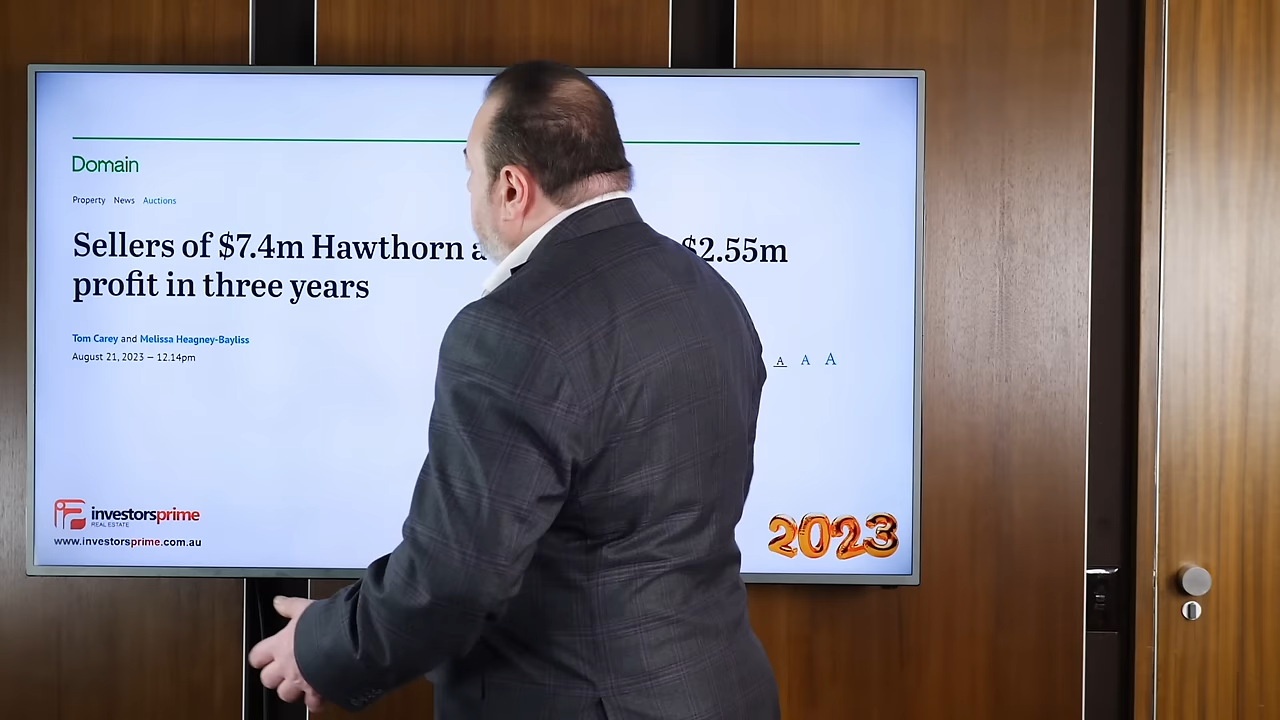 Domain
Property News Auctions
Sellers of $7.4m Hawthorn $2.55m
profit in three years
Tom Carey and Melissa Heagney-Bayliss
August 21, 2023 — 12.14pm
A A A
investorsprime
REAL ESTATE
www.investorsprime.com.au
2023